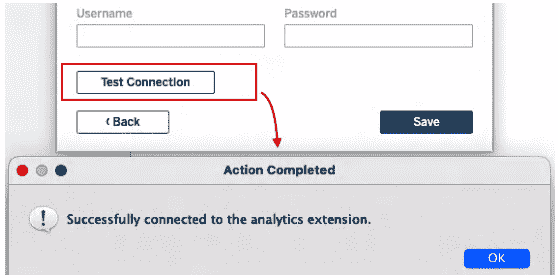 Username Password
Test Connection
‹ Back Save
Action Completed
Successfully connected to the analytics extension.
OK